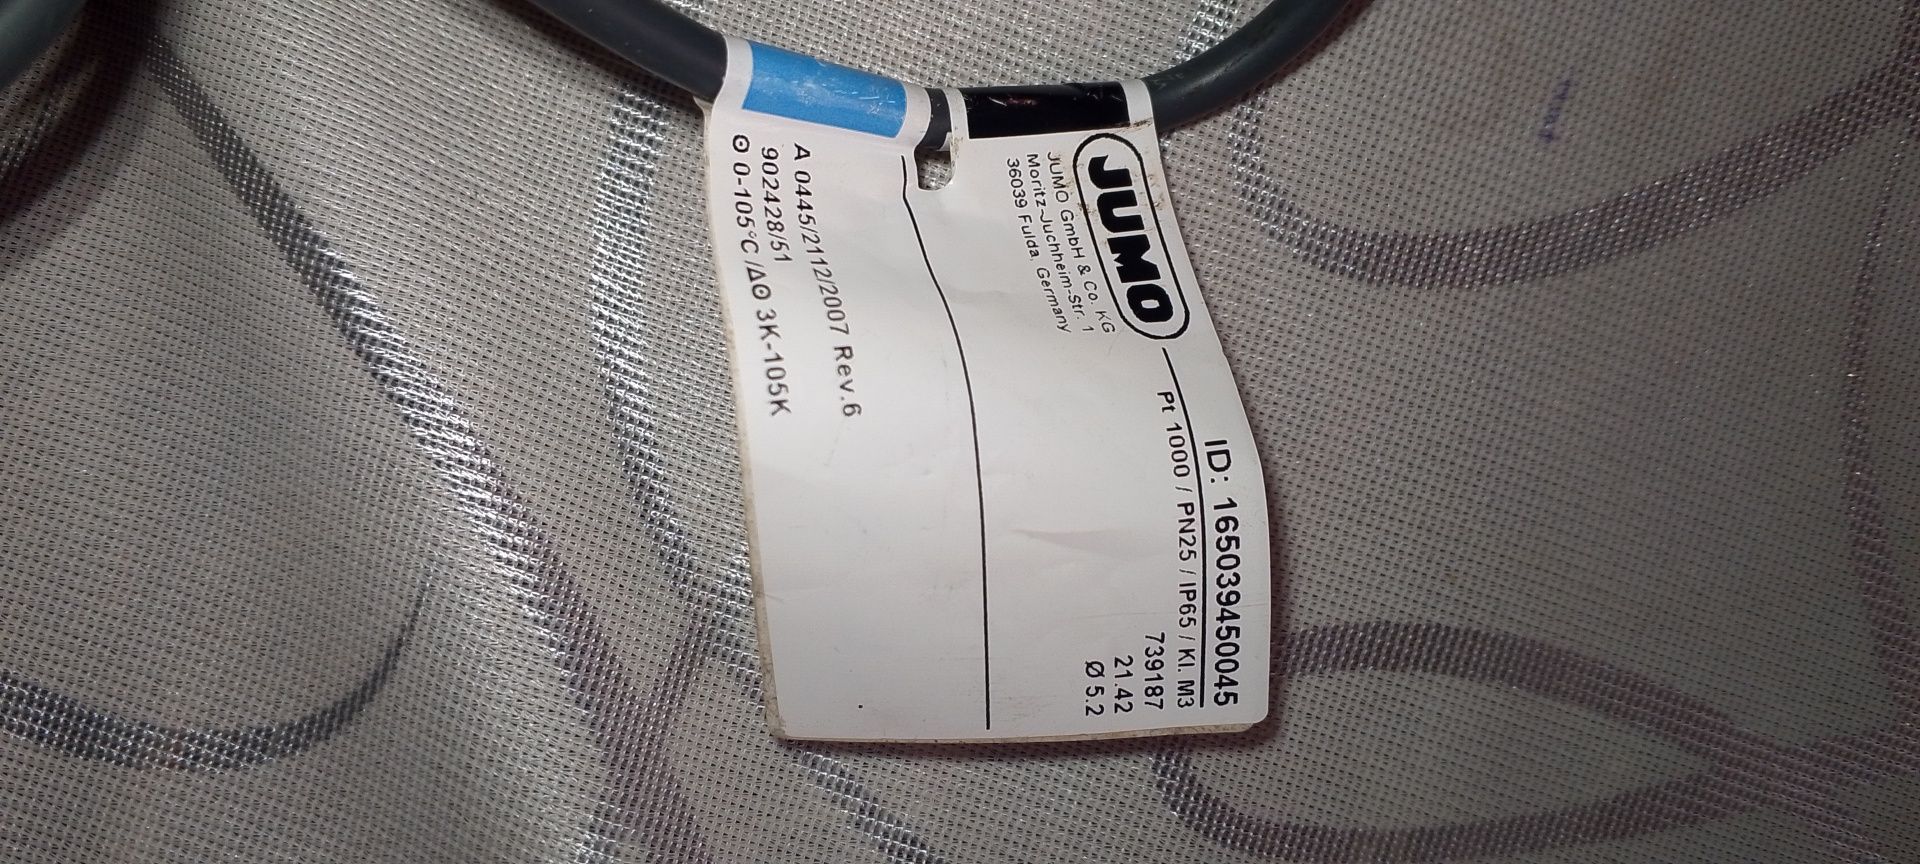 JUMO
JUMO GmbH & Co. KG
Moritz-Juchheim-Str. 1
36039 Fulda, Germany
ID: 165039450045
Pt 1000 / PN25 / IP65 / Kl. M3
739187
21.42
Ø 5.2
A 0445/2112/2007 Rev.6
902428/51
Θ 0-105°C /ΔΘ 3K-105K